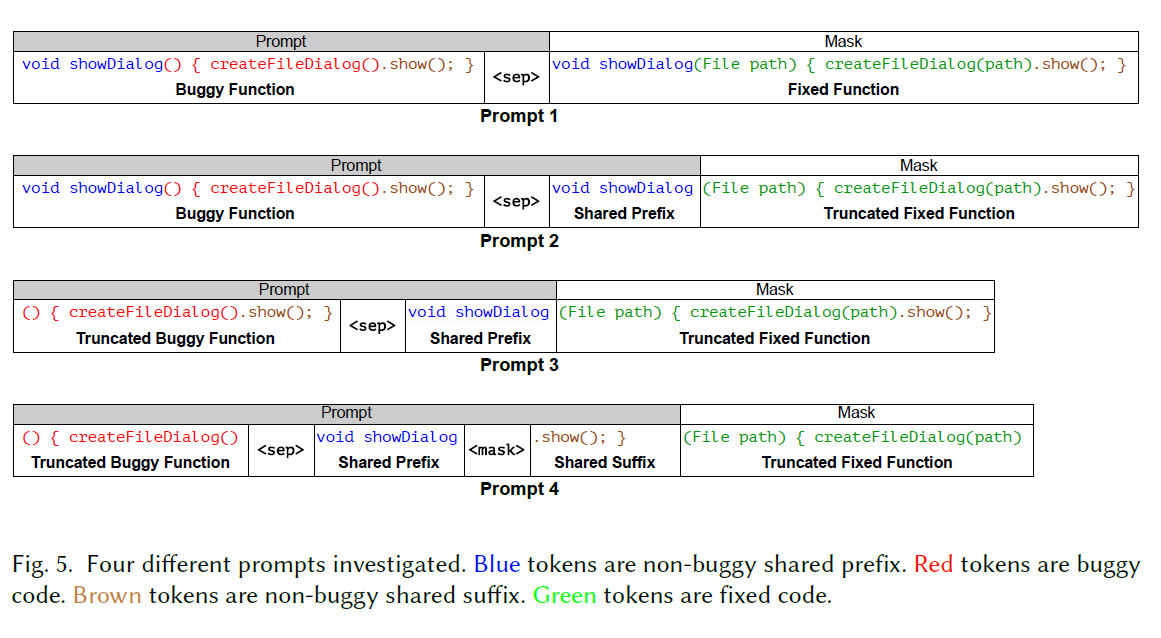 Prompt Mask
void showDialog() { createFileDialog().show(); } <sep> void showDialog(File path) { createFileDialog(path).show(); }
Buggy Function Fixed Function
Prompt 1
Prompt Mask
void showDialog() { createFileDialog().show(); } <sep> void showDialog (File path) { createFileDialog(path).show(); }
Buggy Function Shared Prefix Truncated Fixed Function
Prompt 2
Prompt Mask
() { createFileDialog().show(); } <sep> void showDialog (File path) { createFileDialog(path).show(); }
Truncated Buggy Function Shared Prefix Truncated Fixed Function
Prompt 3
Prompt Mask
() { createFileDialog() <sep> void showDialog <mask> .show(); } (File path) { createFileDialog(path)
Truncated Buggy Function Shared Prefix Shared Suffix Truncated Fixed Function
Prompt 4
Fig. 5. Four different prompts investigated. Blue tokens are non-buggy shared prefix. Red tokens are buggy
code. Brown tokens are non-buggy shared suffix. Green tokens are fixed code.